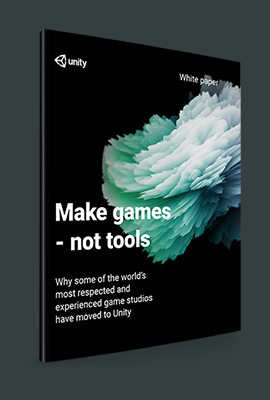 unity
White paper
Make games
- not tools
Why some of the world's
most respected and
experienced game studios
have moved to Unity